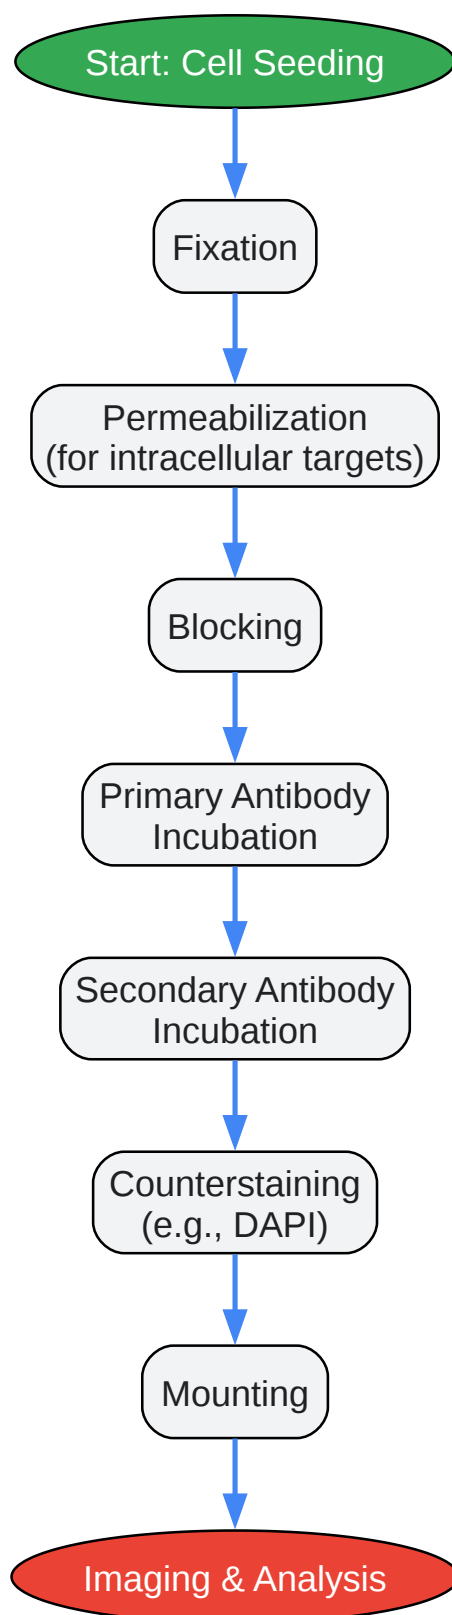 Start: Cell Seeding
Fixation
Permeabilization
(for intracellular targets)
Blocking
Primary Antibody
Incubation
Secondary Antibody
Incubation
Counterstaining
(e.g., DAPI)
Mounting
Imaging & Analysis